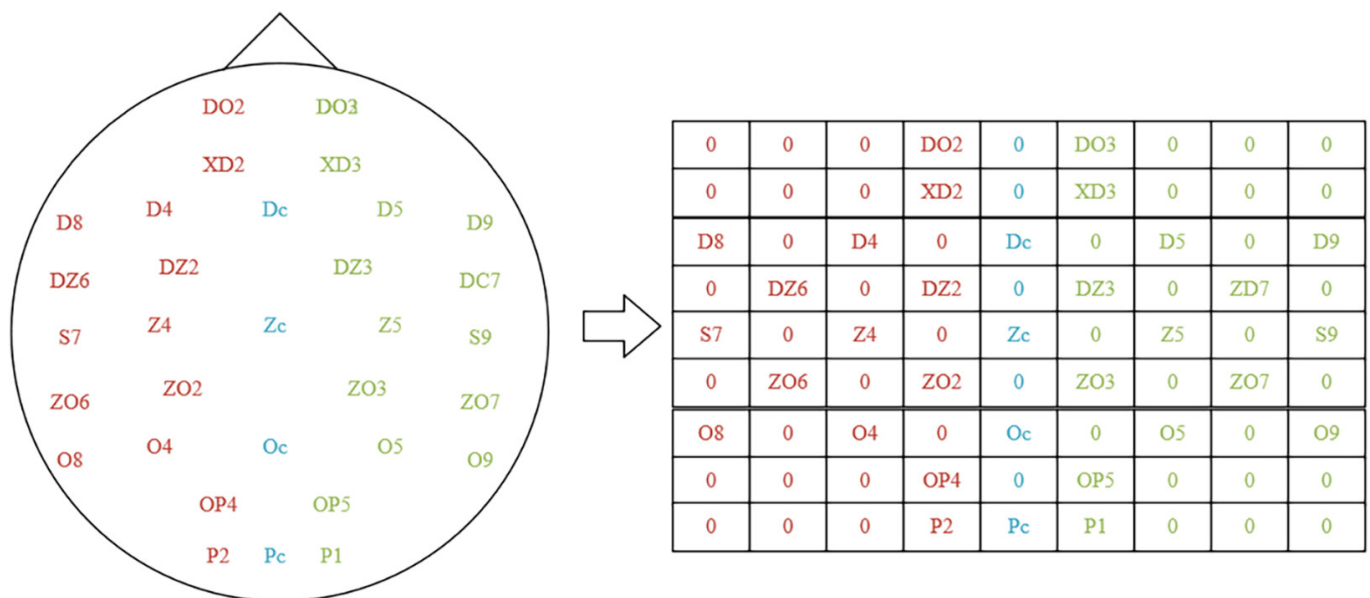 DO2 DO3
XD2 XD3
D8 D4 Dc D5 D9
DZ6 DZ2 DZ3 DC7
S7 Z4 Zc Z5 S9
ZO6 ZO2 ZO3 ZO7
O8 O4 Oc O5 O9
OP4 OP5
P2 Pc P1
0 0 0 DO2 0 DO3 0 0 0
0 0 0 XD2 0 XD3 0 0 0
D8 0 D4 0 Dc 0 D5 0 D9
0 DZ6 0 DZ2 0 DZ3 0 ZD7 0
S7 0 Z4 0 Zc 0 Z5 0 S9
0 ZO6 0 ZO2 0 ZO3 0 ZO7 0
O8 0 O4 0 Oc 0 O5 0 O9
0 0 0 OP4 0 OP5 0 0 0
0 0 0 P2 Pc P1 0 0 0